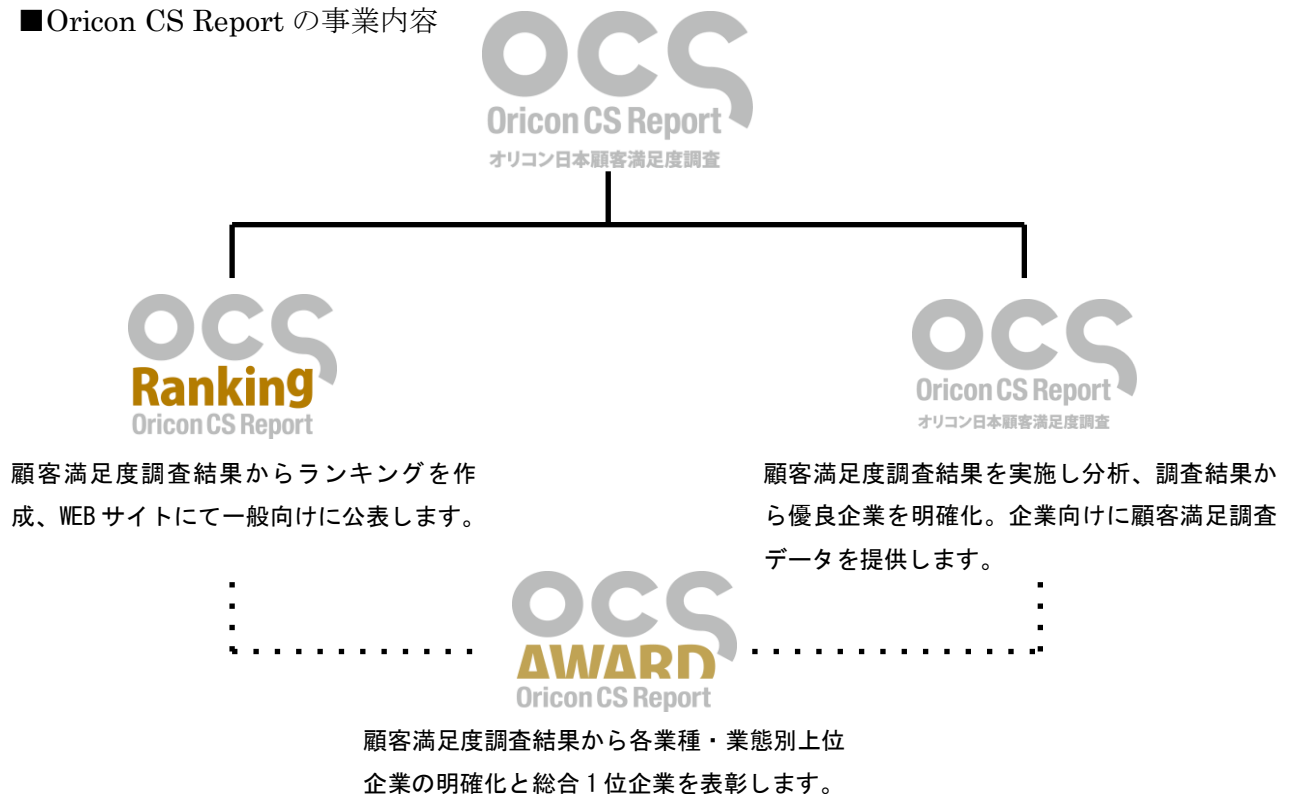 ■Oricon CS Report の事業内容
ocs
Oricon CS Report
オリコン日本顧客満足度調査
ocs
Ranking
Oricon CS Report
顧客満足度調査結果からランキングを作
成、WEB サイトにて一般向けに公表します。
ocs
Oricon CS Report
オリコン日本顧客満足度調査
顧客満足度調査結果を実施し分析、調査結果か
ら優良企業を明確化。企業向けに顧客満足調査
データを提供します。
ocs
AWARD
Oricon CS Report
顧客満足度調査結果から各業種・業態別上位
企業の明確化と総合１位企業を表彰します。